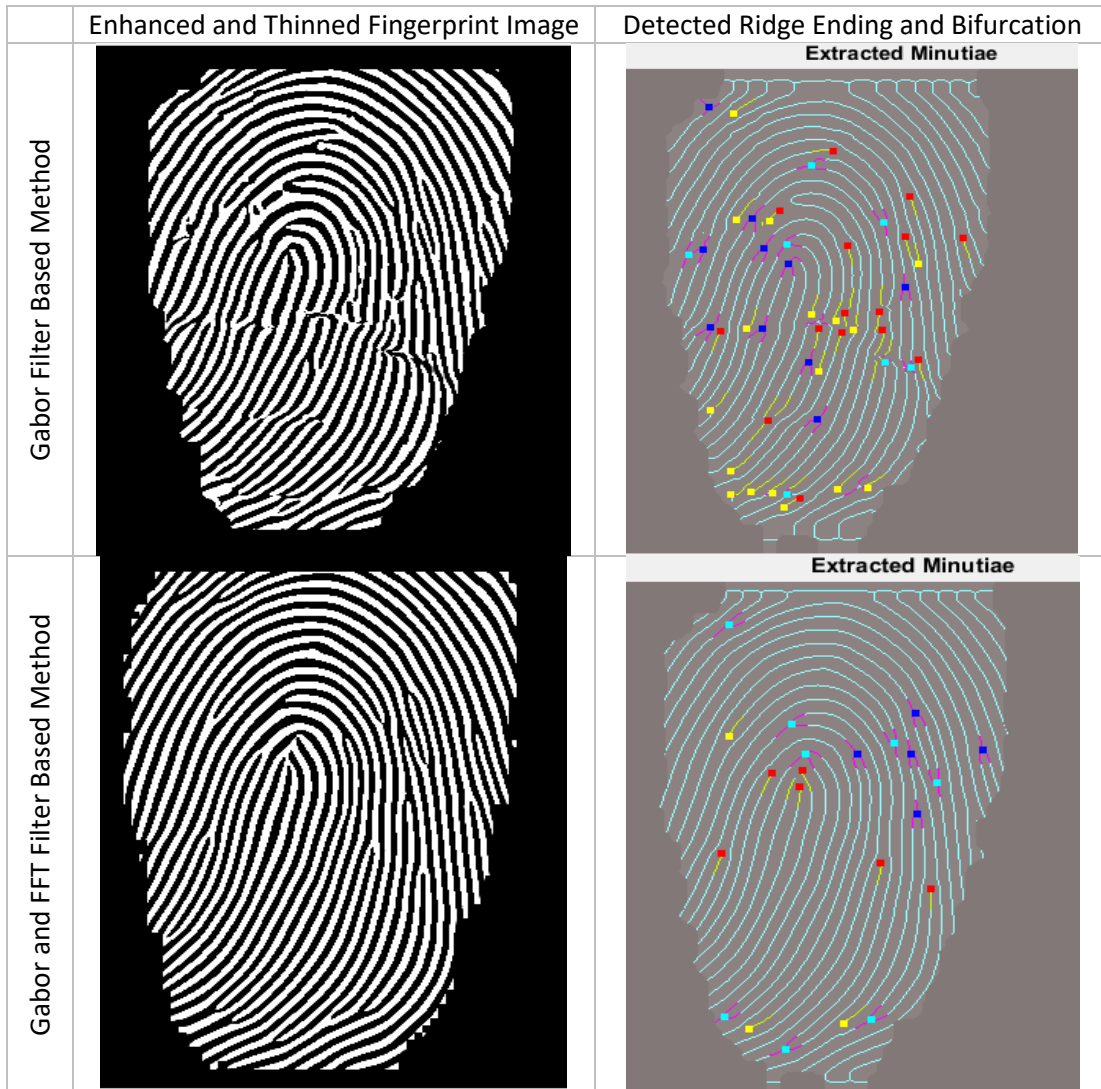 Enhanced and Thinned Fingerprint Image
Detected Ridge Ending and Bifurcation
Gabor Filter Based Method
Extracted Minutiae
Gabor and FFT Filter Based Method
Extracted Minutiae